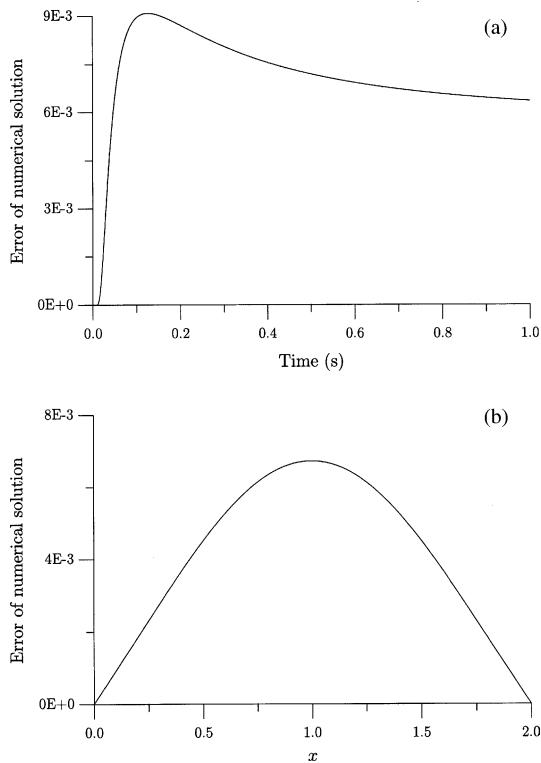 (a)
9E-3
6E-3
3E-3
0E+0
Error of numerical solution
0.0 0.2 0.4 0.6 0.8 1.0
Time (s)
(b)
8E-3
4E-3
0E+0
Error of numerical solution
0.0 0.5 1.0 1.5 2.0
x